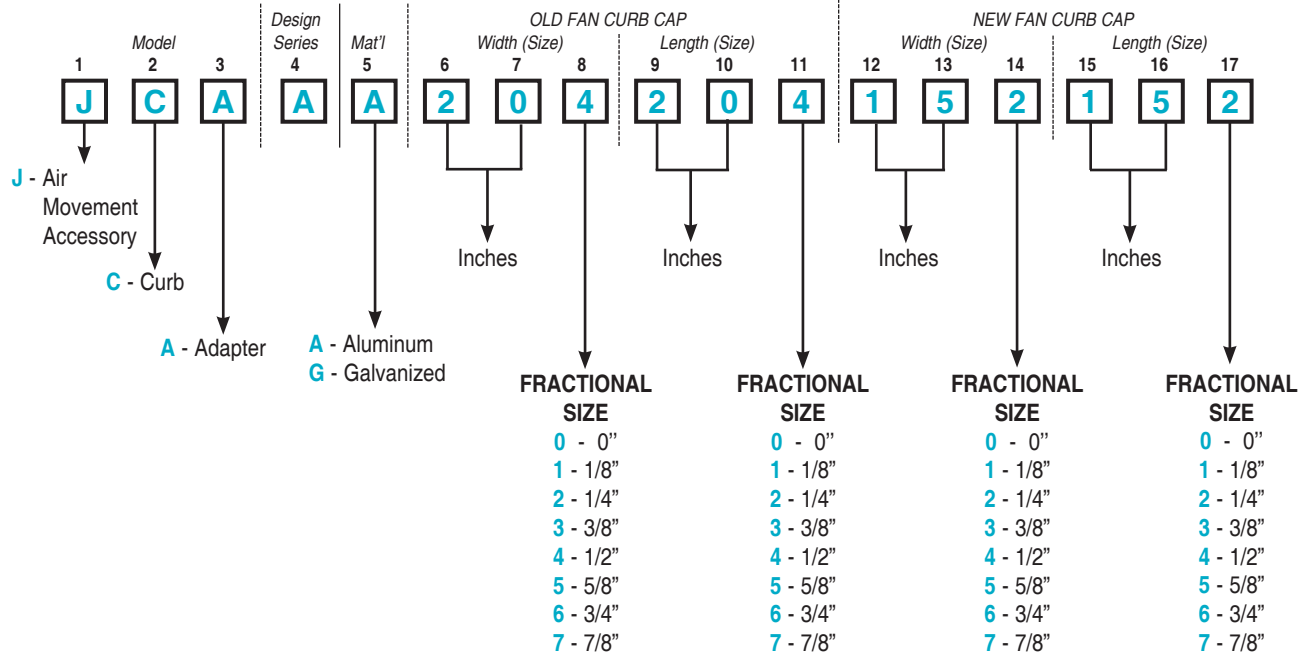 Design OLD FAN CURB CAP NEW FAN CURB CAP
Model Series Mat'l Width (Size) Length (Size) Width (Size) Length (Size)
1 2 3 4 5 6 7 8 9 10 11 12 13 14 15 16 17
J C A A A 2 0 4 2 0 4 1 5 2 1 5 2
J - Air
Movement
Accessory
Inches Inches Inches Inches
C - Curb
A - Adapter
A - Aluminum
G - Galvanized
FRACTIONAL FRACTIONAL FRACTIONAL FRACTIONAL
SIZE SIZE SIZE SIZE
0 - 0” 0 - 0” 0 - 0” 0 - 0”
1 - 1/8” 1 - 1/8” 1 - 1/8” 1 - 1/8”
2 - 1/4” 2 - 1/4” 2 - 1/4” 2 - 1/4”
3 - 3/8” 3 - 3/8” 3 - 3/8” 3 - 3/8”
4 - 1/2” 4 - 1/2” 4 - 1/2” 4 - 1/2”
5 - 5/8” 5 - 5/8” 5 - 5/8” 5 - 5/8”
6 - 3/4” 6 - 3/4” 6 - 3/4” 6 - 3/4”
7 - 7/8” 7 - 7/8” 7 - 7/8” 7 - 7/8”